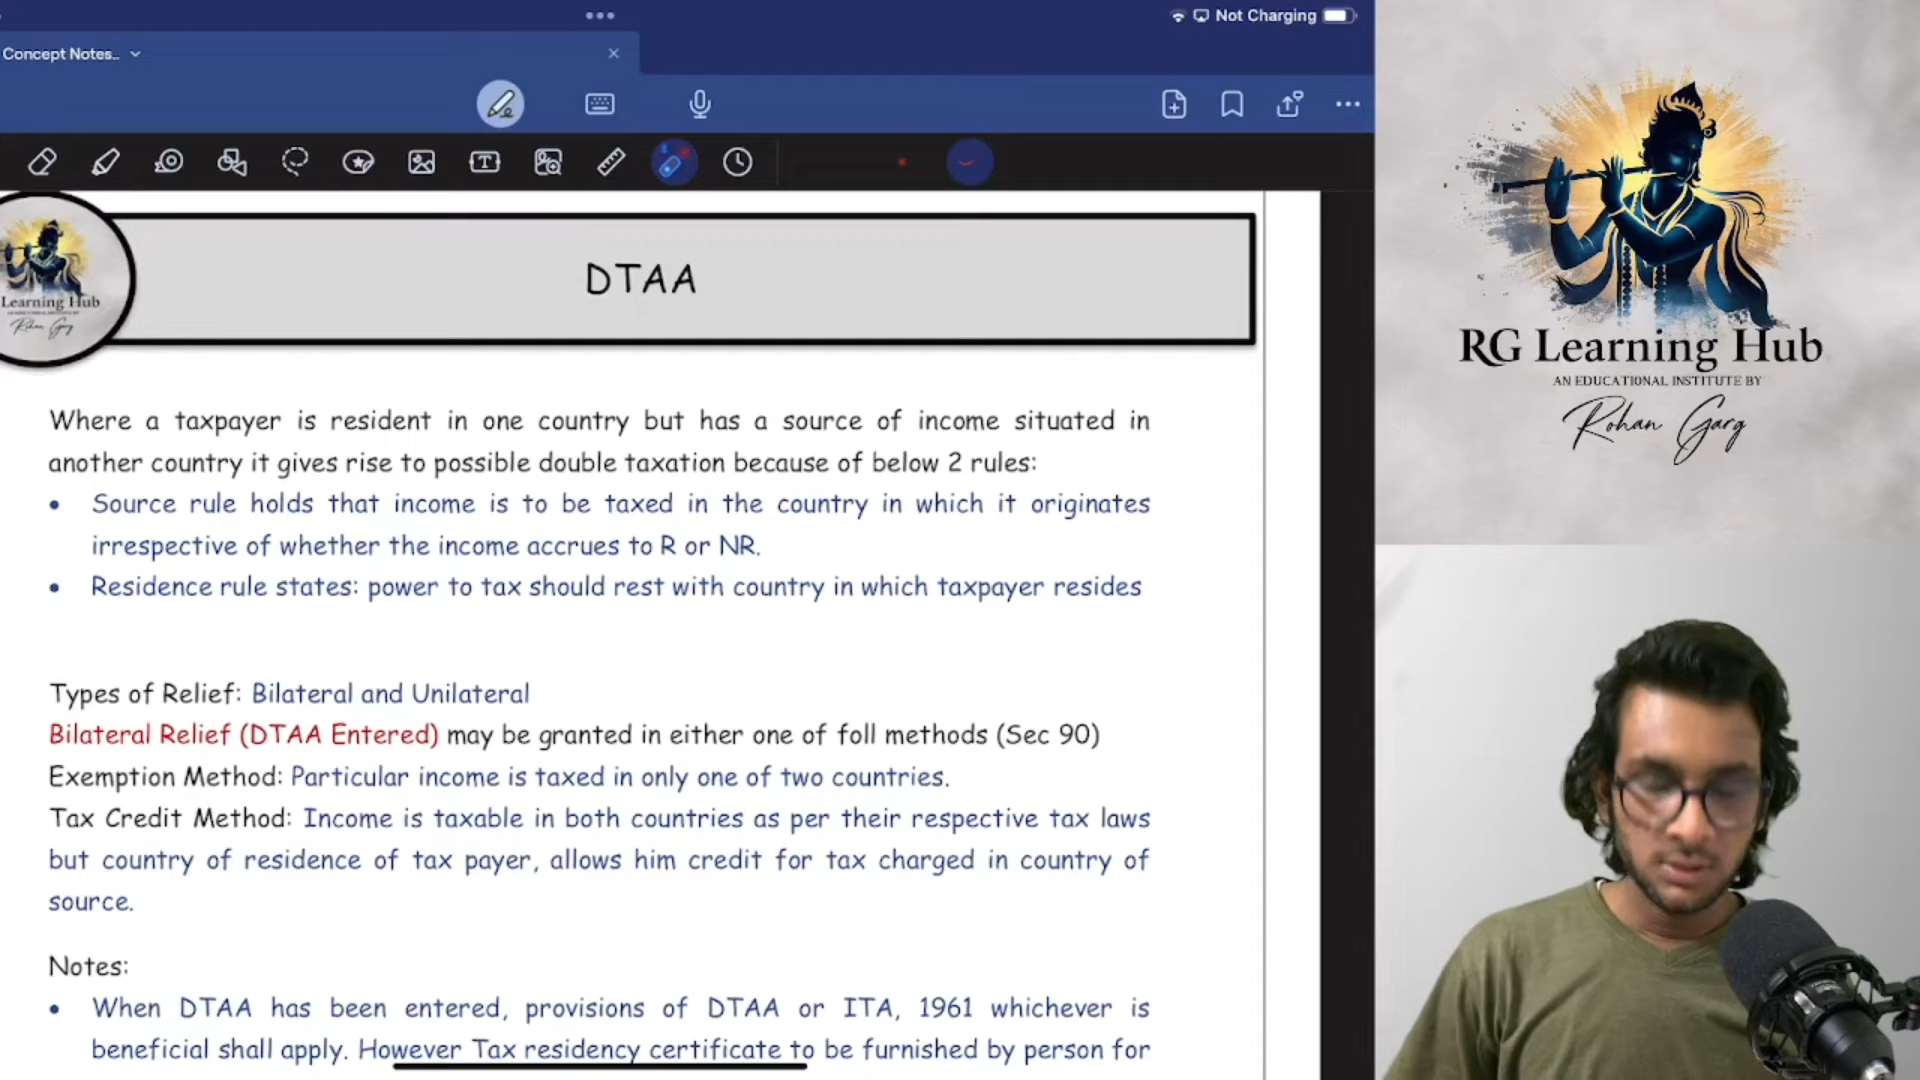 Not Charging
Concept Notes..
DTAA
Learning Hub
Rohan Garg
Where a taxpayer is resident in one country but has a source of income situated in
another country it gives rise to possible double taxation because of below 2 rules:
• Source rule holds that income is to be taxed in the country in which it originates
irrespective of whether the income accrues to R or NR.
• Residence rule states: power to tax should rest with country in which taxpayer resides
Types of Relief: Bilateral and Unilateral
Bilateral Relief (DTAA Entered) may be granted in either one of foll methods (Sec 90)
Exemption Method: Particular income is taxed in only one of two countries.
Tax Credit Method: Income is taxable in both countries as per their respective tax laws
but country of residence of tax payer, allows him credit for tax charged in country of
source.
Notes:
• When DTAA has been entered, provisions of DTAA or ITA, 1961 whichever is
beneficial shall apply. However Tax residency certificate to be furnished by person for
RG Learning Hub
AN EDUCATIONAL INSTITUTE BY
Rohan Garg